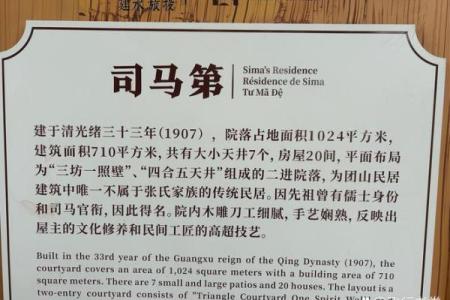 建水旅投
司马第
Sima's Residence
Résidence de Sima
Tư Mã Đệ
建于清光绪三十三年(1907)，院落占地面积1024平方米，
建筑面积710平方米，共有大小天井7个，房屋20间，平面布局
为“三坊一照壁”、“四合五天井”组成的二进院落，为团山民居
建筑中唯一不属于张氏家族的传统民居。因先祖曾有儒士身份
和司马官衔，因此得名。院内木雕刀工细腻，手艺娴熟，反映出
屋主的文化修养和民间工匠的高超技艺。
Built in the 33rd year of the Guangxu reign of the Qing Dynasty (1907), the
courtyard covers an area of 1,024 square meters with a building area of 710
square meters. There are 7 small and large patios and 20 houses. The layout is a
two-entry courtyard consists of "Triangle Courtyard One Spirit